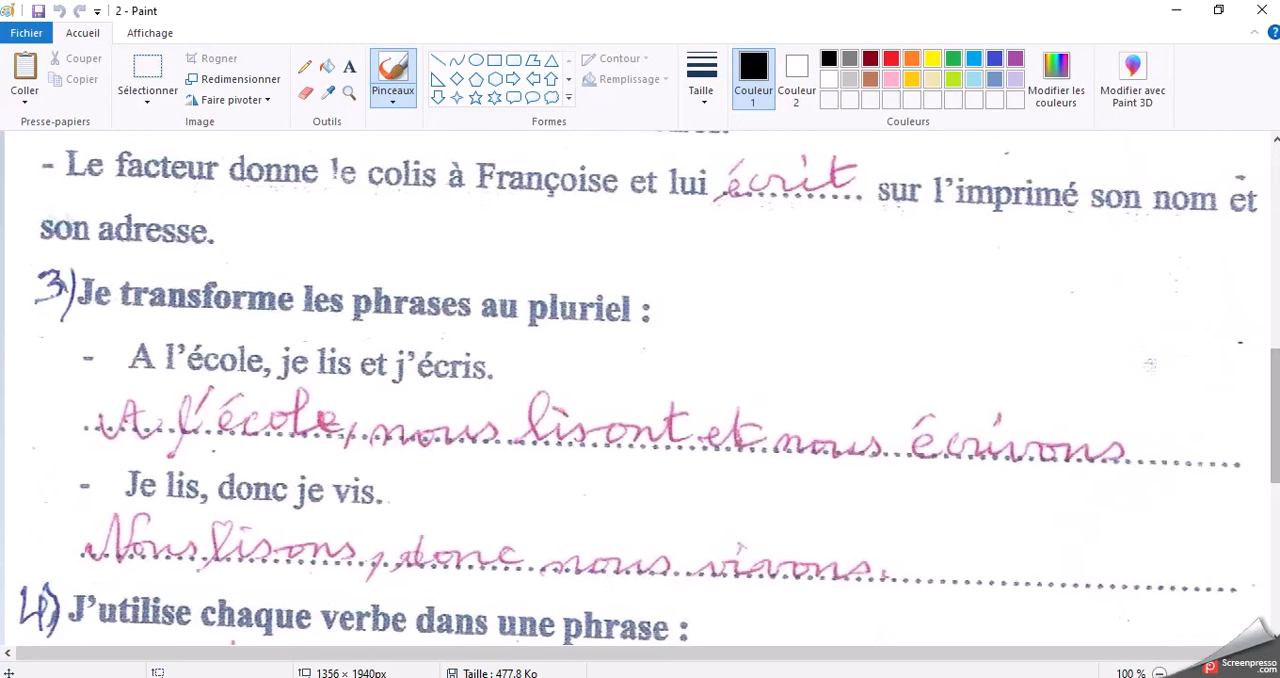 2 - Paint
Fichier Accueil Affichage
Coller
Couper
Copier
Presse-papiers
Sélectionner
Rogner
Redimensionner
Faire pivoter
Image
A
Outils
Pinceaux
Contour
Remplissage
Formes
Taille
Couleur 1
Couleur 2
Modifier les couleurs
Couleurs
Modifier avec Paint 3D
- Le facteur donne le colis à Françoise et lui écrit sur l'imprimé son nom et
son adresse.
3) Je transforme les phrases au pluriel :
- A l'école, je lis et j'écris.
A l'école, nous lisont et nous écrivons
- Je lis, donc je vis.
Nous lisons, donc nous vivons.
4) J'utilise chaque verbe dans une phrase :
1356 × 1940px
Taille : 477.8 Ko
100 %
Screenpresso.com